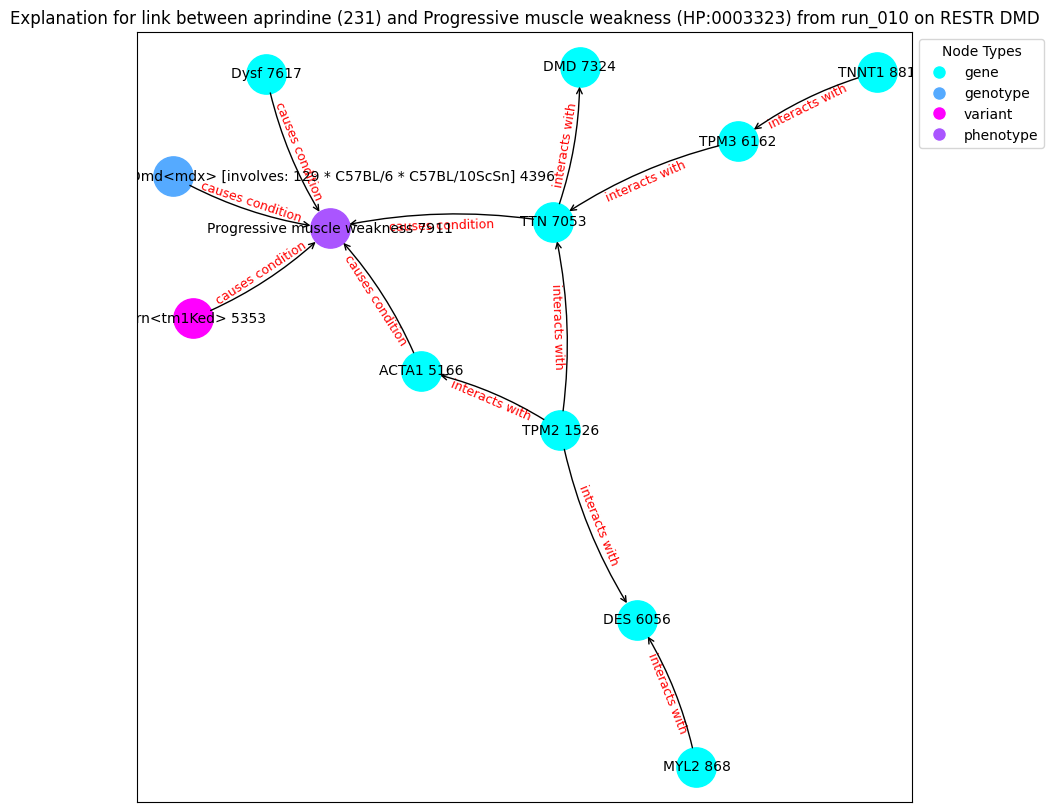 Explanation for link between aprindine (231) and Progressive muscle weakness (HP:0003323) from run_010 on RESTR DMD
Node Types
gene
genotype
variant
phenotype
Dysf 7617
DMD 7324
TNNT1 881
interacts with
TPM3 6162
causes condition
interacts with
Dmd<mdx> [involves: 129 * C57BL/6 * C57BL/10ScSn] 4396
causes condition
interacts with
TTN 7053
causes condition
Progressive muscle weakness 7911
causes condition
causes condition
interacts with
rn<tm1Ked> 5353
ACTA1 5166
interacts with
TPM2 1526
interacts with
DES 6056
interacts with
MYL2 868